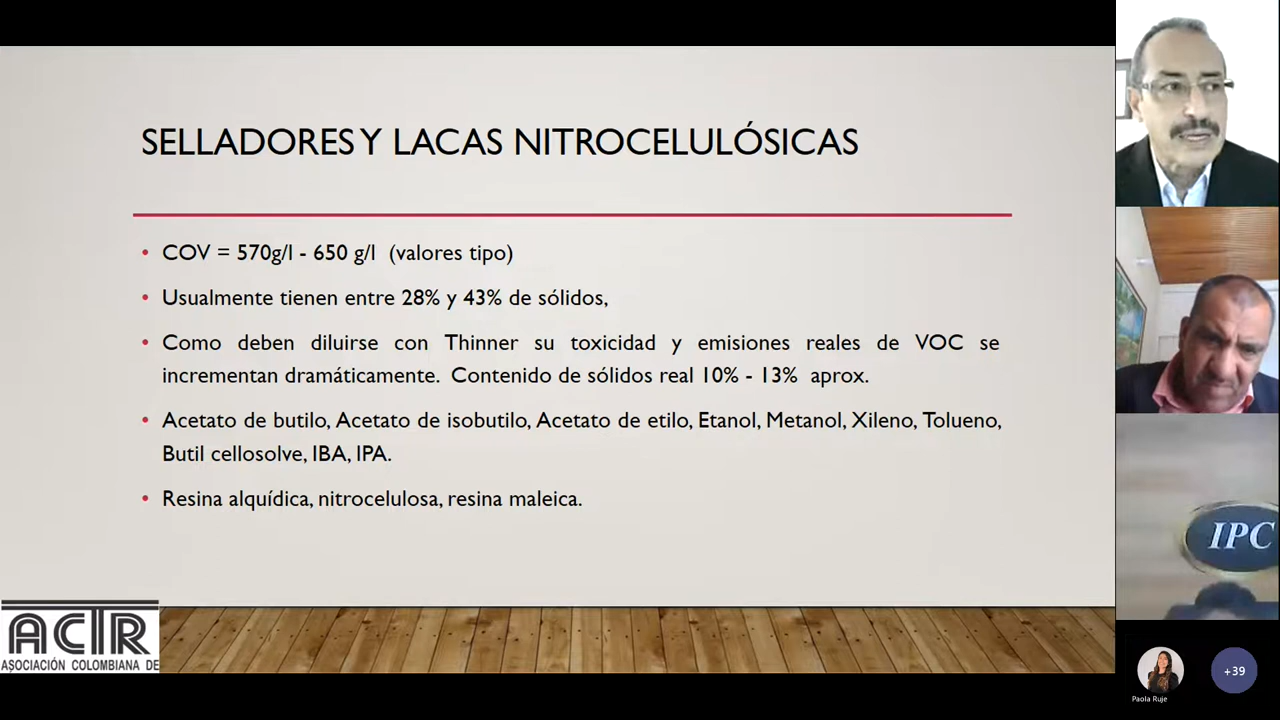 SELLADORES Y LACAS NITROCELULÓSICAS
• COV = 570g/l - 650 g/l (valores tipo)
• Usualmente tienen entre 28% y 43% de sólidos,
• Como deben diluirse con Thinner su toxicidad y emisiones reales de VOC se
incrementan dramáticamente. Contenido de sólidos real 10% - 13% aprox.
• Acetato de butilo, Acetato de isobutilo, Acetato de etilo, Etanol, Metanol, Xileno, Tolueno,
Butil cellosolve, IBA, IPA.
• Resina alquídica, nitrocelulosa, resina maleica.
ACTR
ASOCIACIÓN COLOMBIANA DE
IPC
Paola Ruje
+39